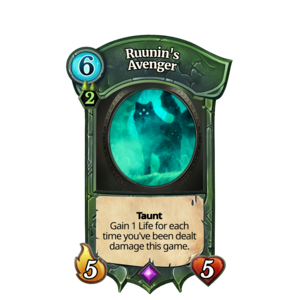 Ruunin's
Avenger
6
2
Taunt
Gain 1 Life for each
time you've been dealt
damage this game.
5
5